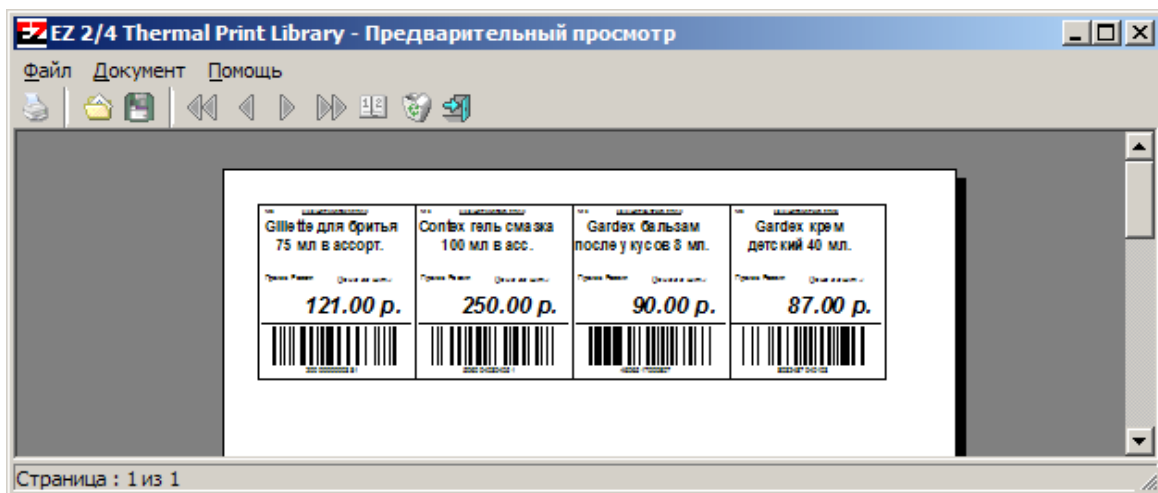 EZ EZ 2/4 Thermal Print Library - Предварительный просмотр
Файл Документ Помощь
Gillette для бритья
75 мл в ассорт.
121.00 р.
Contex гель смазка
100 мл в асс.
250.00 р.
Gardex бальзам
после укусов 8 мл.
90.00 р.
Gardex крем
детский 40 мл.
87.00 р.
Страница : 1 из 1